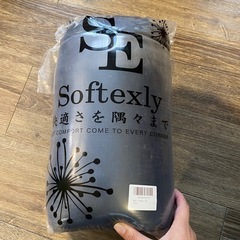 SE
Softexly
快適さを隅々まで
COMFORT COME TO EVERY CORNER